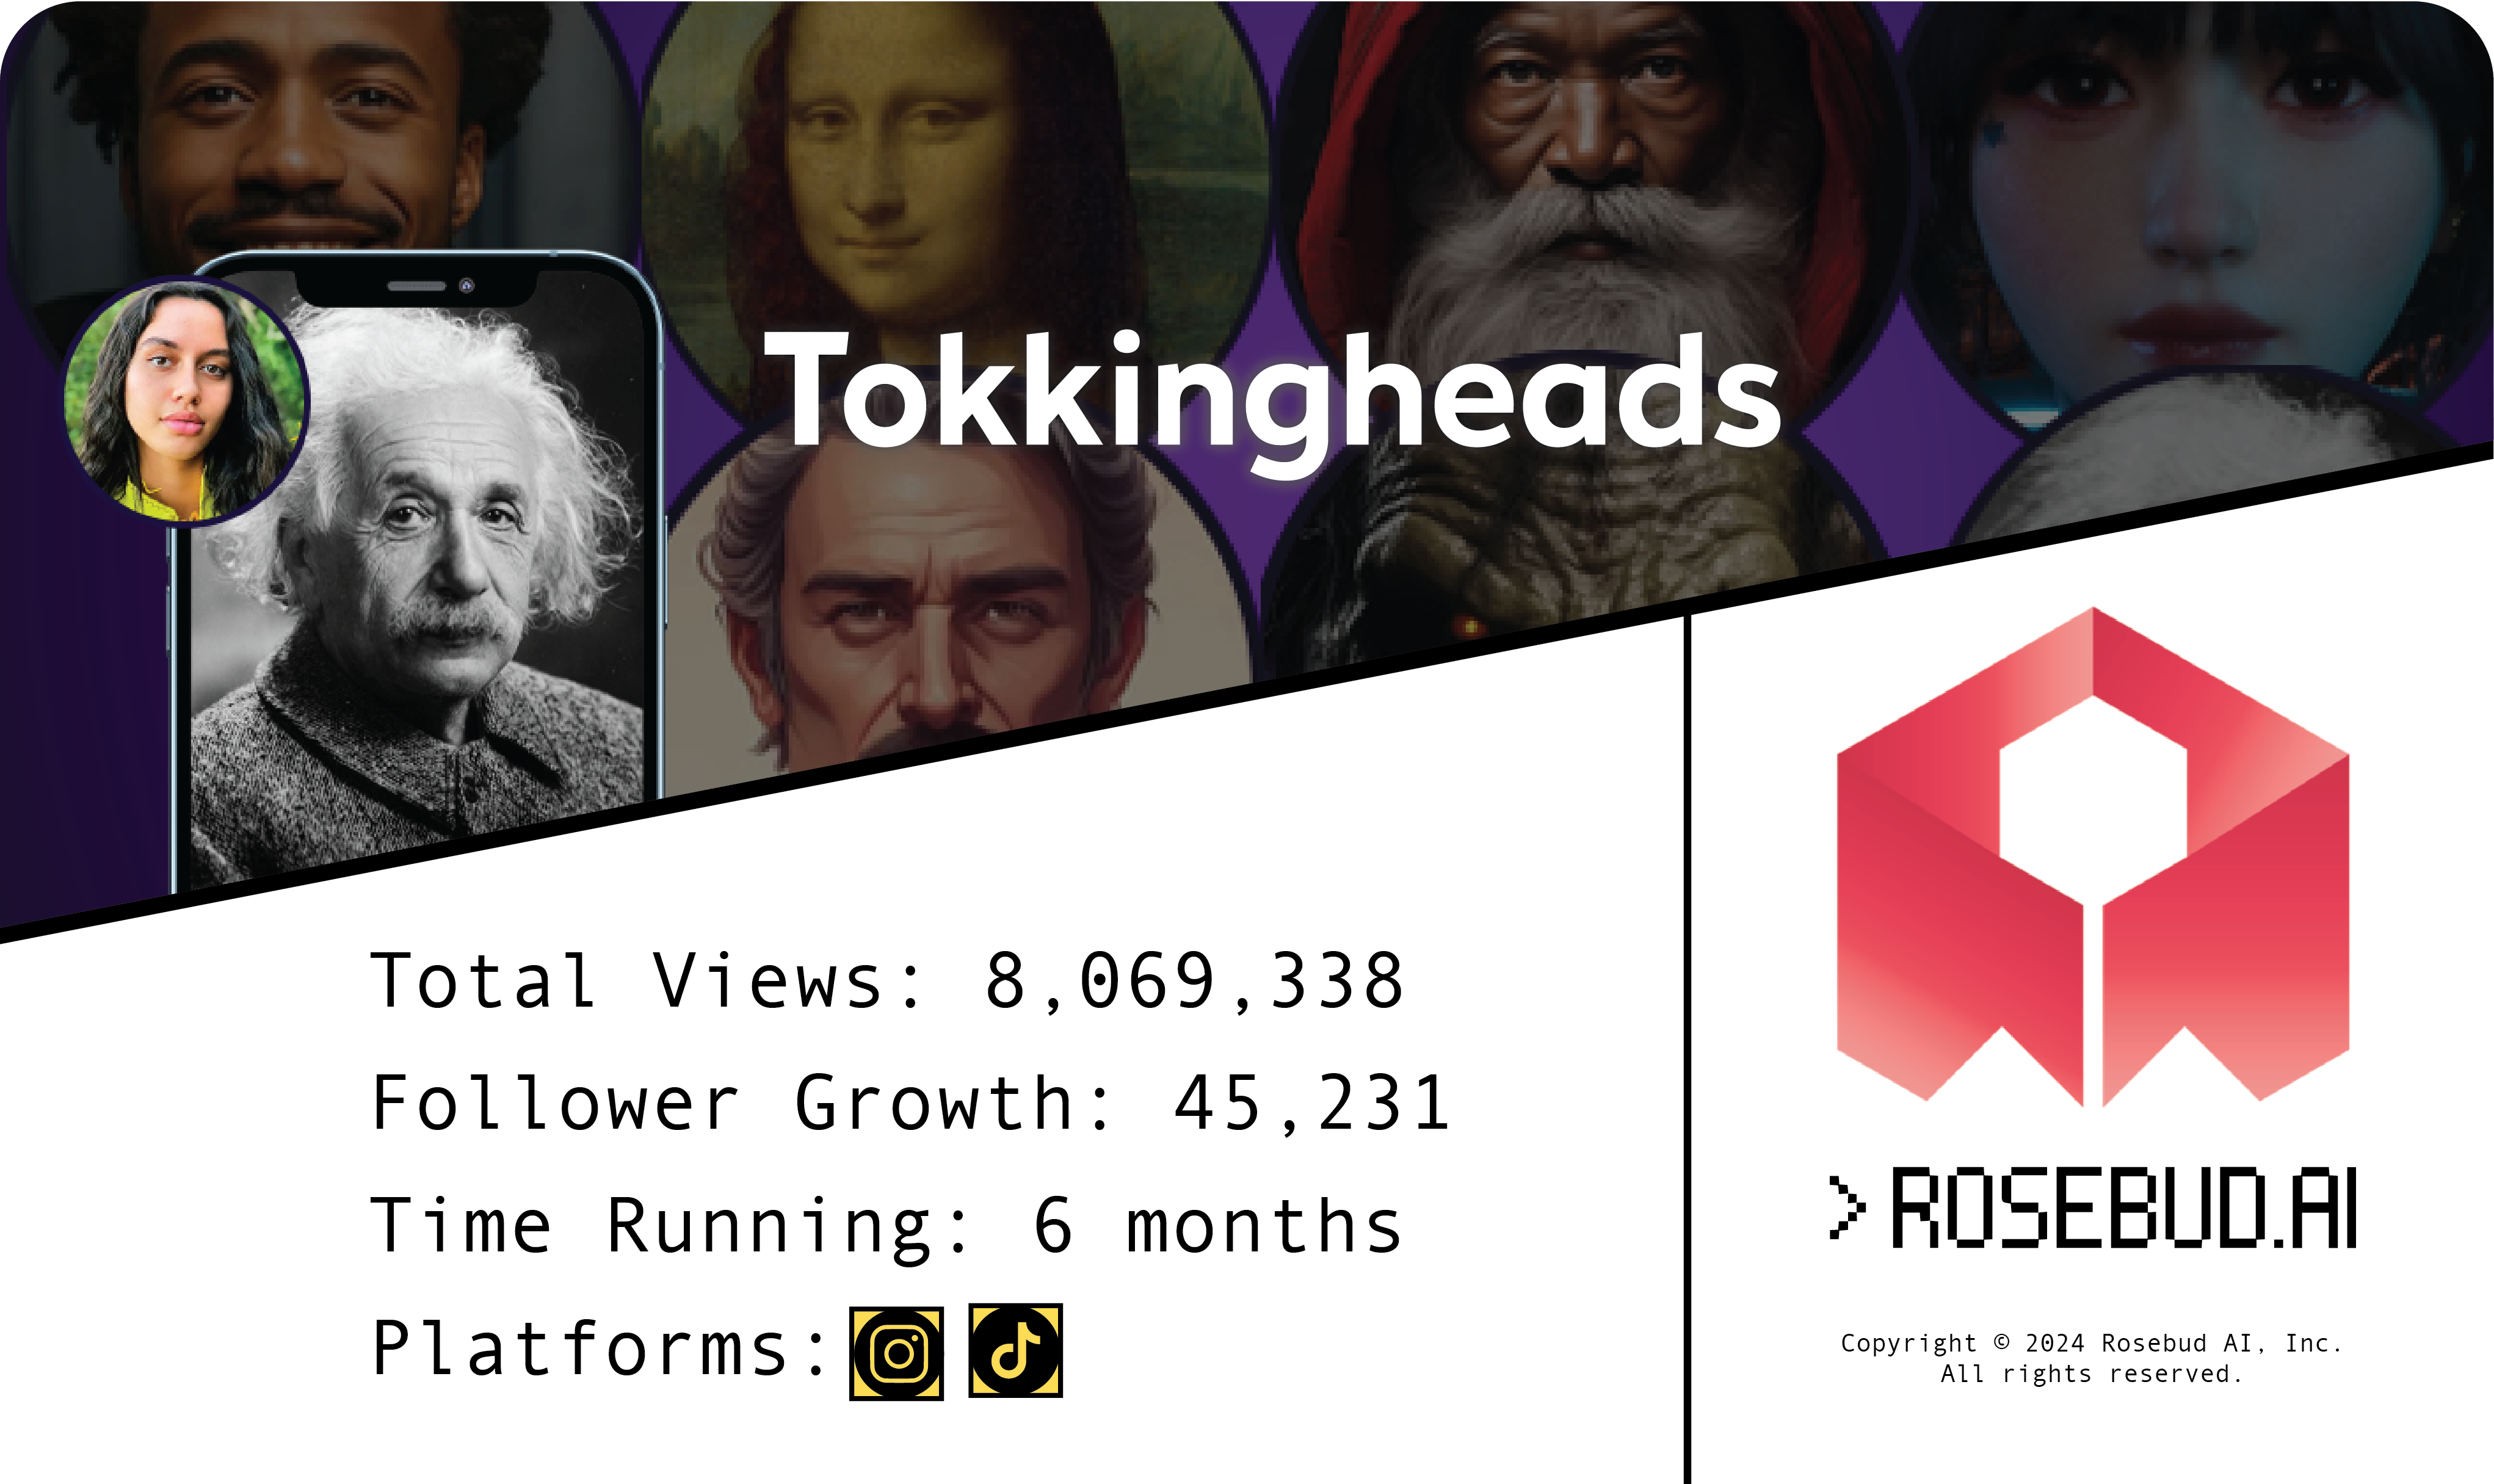 Tokkingheads
Total Views: 8,069,338
Follower Growth: 45,231
Time Running: 6 months
Platforms:
> ROSEBUD.AI
Copyright © 2024 Rosebud AI, Inc.
All rights reserved.